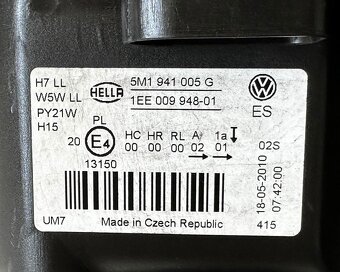 H7 LL
W5W LL
PY21W
H15
HELLA
5M1 941 005 G
1EE 009 948-01
ES
20
PL
E4
13150
HC HR RL A 1a
00 00 00 02 01
02S
18-05-2010
07:42:00
UM7
Made in Czech Republic
415